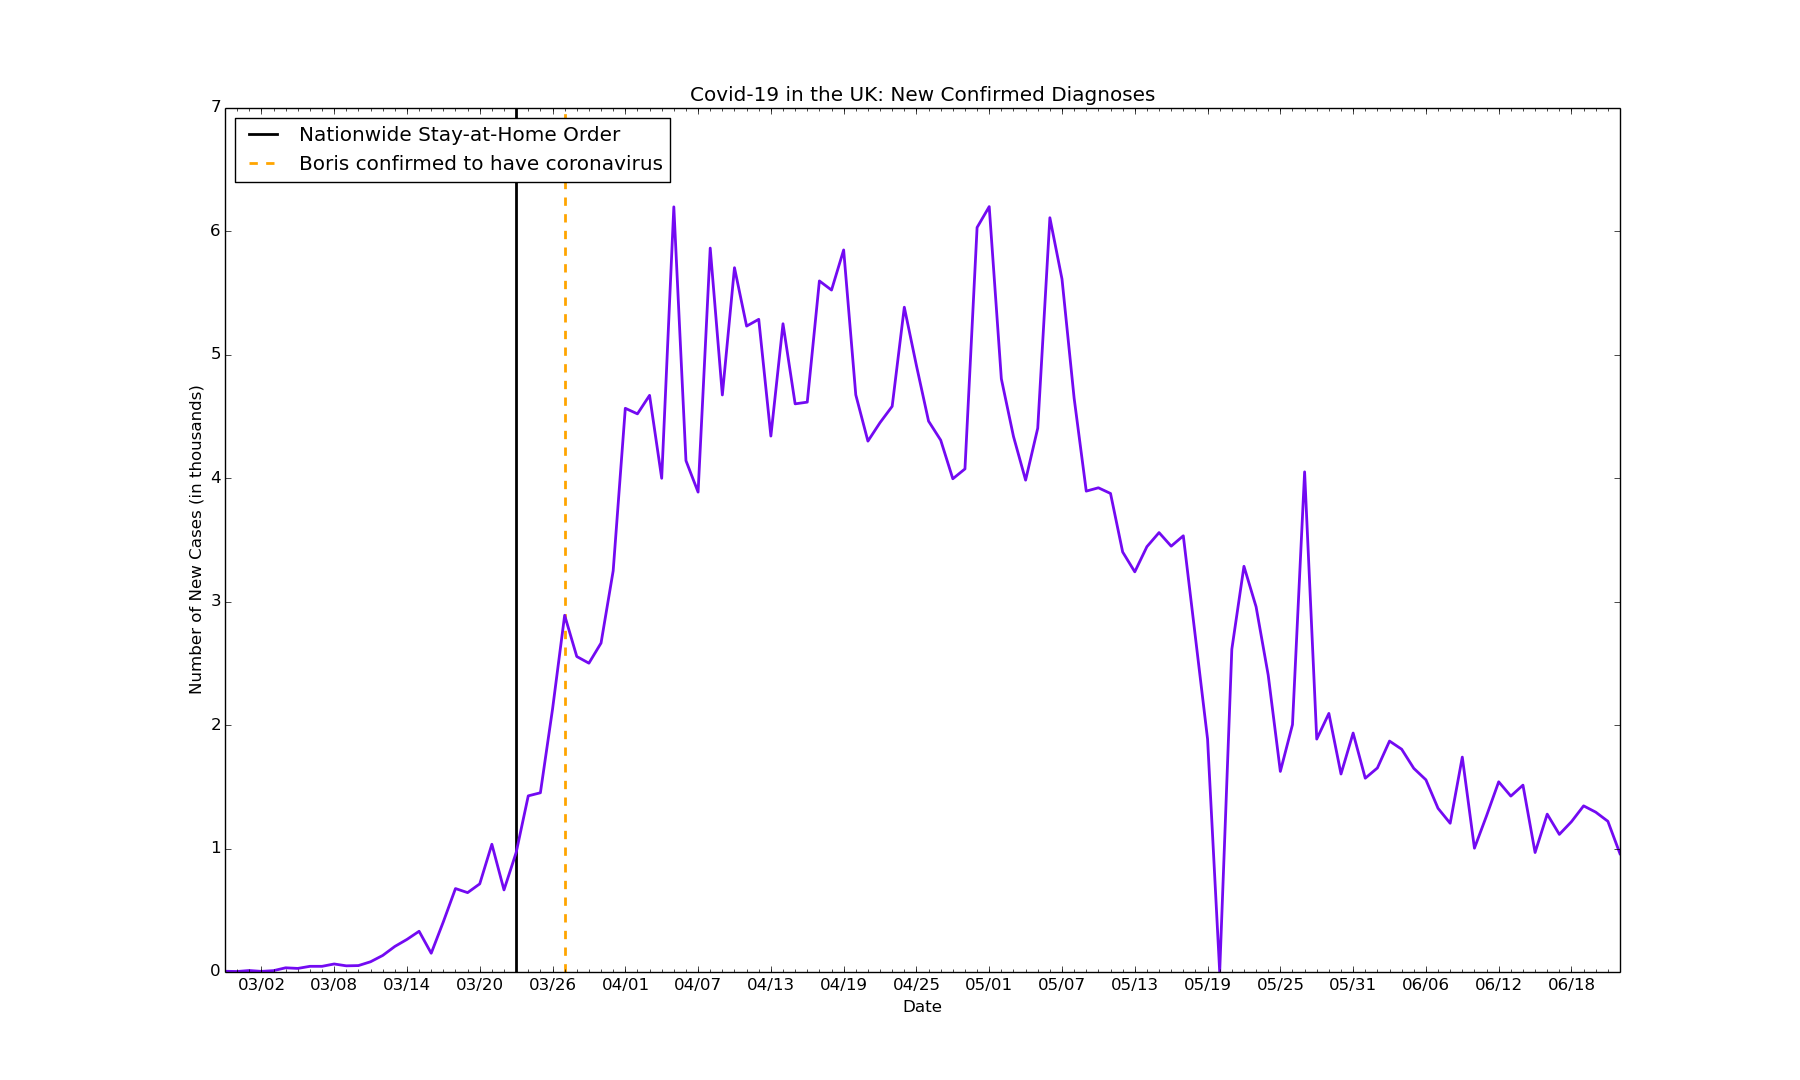 Covid-19 in the UK: New Confirmed Diagnoses
Nationwide Stay-at-Home Order
Boris confirmed to have coronavirus
Number of New Cases (in thousands)
7
6
5
4
3
2
1
0
03/02 03/08 03/14 03/20 03/26 04/01 04/07 04/13 04/19 04/25 05/01 05/07 05/13 05/19 05/25 05/31 06/06 06/12 06/18
Date